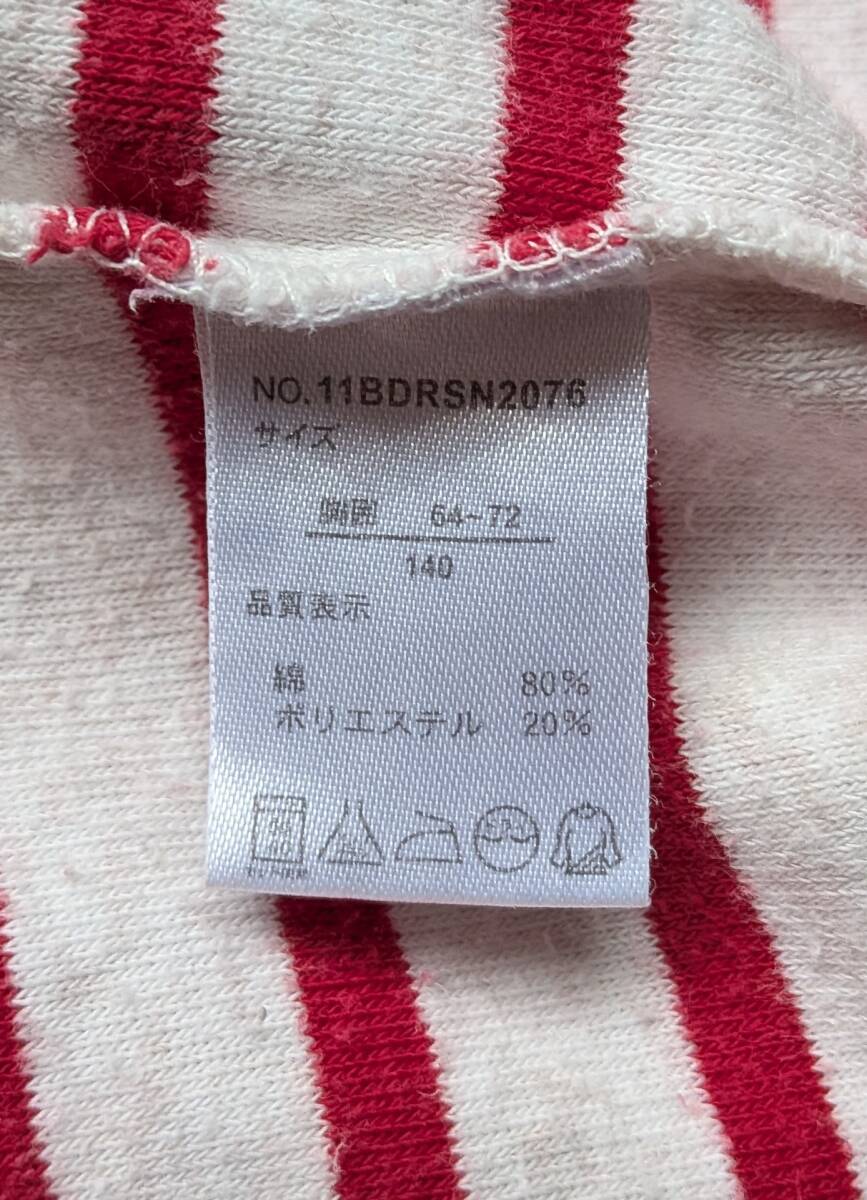 NO.11BDRSN2076
サイズ
胸囲 64~72
140
品質表示
綿 80%
ポリエステル 20%